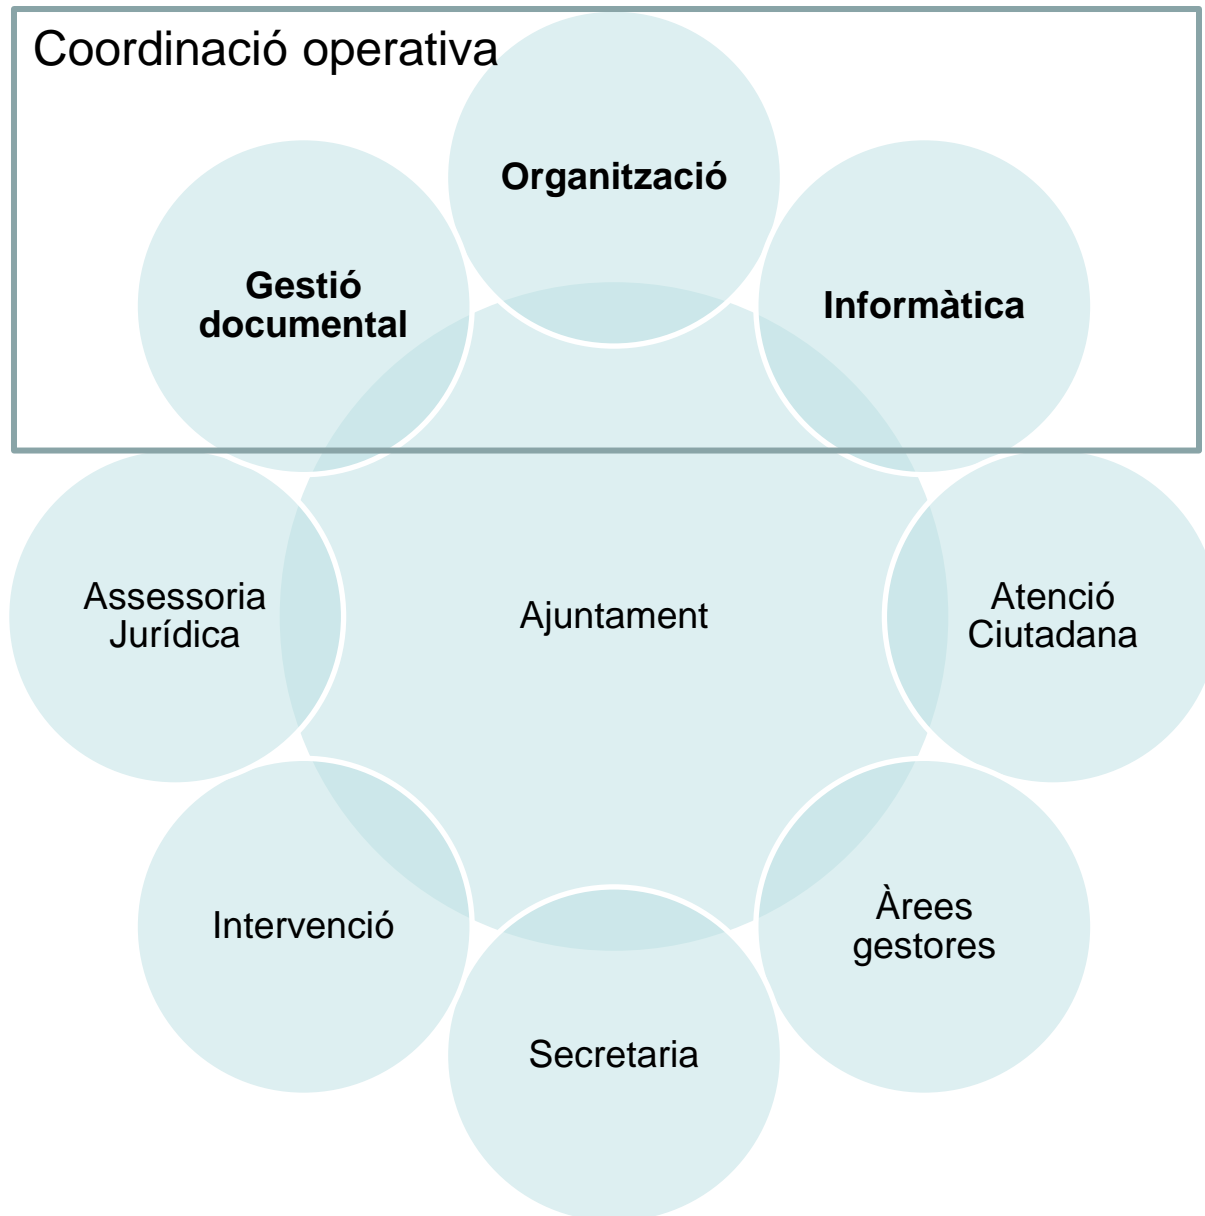 Coordinació operativa
Organització
Gestió
documental
Informàtica
Assessoria
Jurídica
Ajuntament
Atenció
Ciutadana
Intervenció
Àrees
gestores
Secretaria